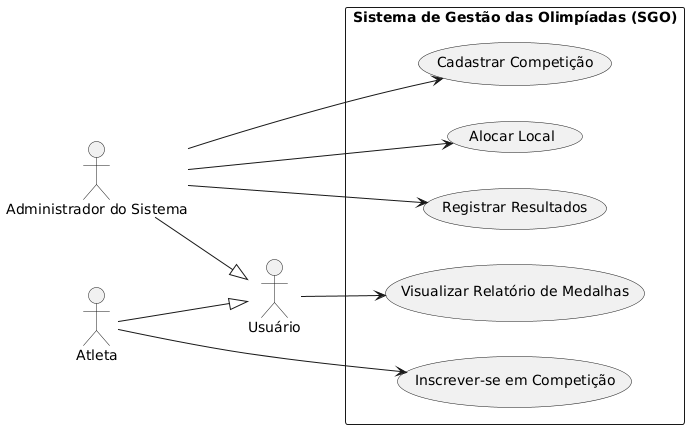 Sistema de Gestão das Olimpíadas (SGO)
Cadastrar Competição
Alocar Local
Registrar Resultados
Visualizar Relatório de Medalhas
Inscrever-se em Competição
Administrador do Sistema
Usuário
Atleta